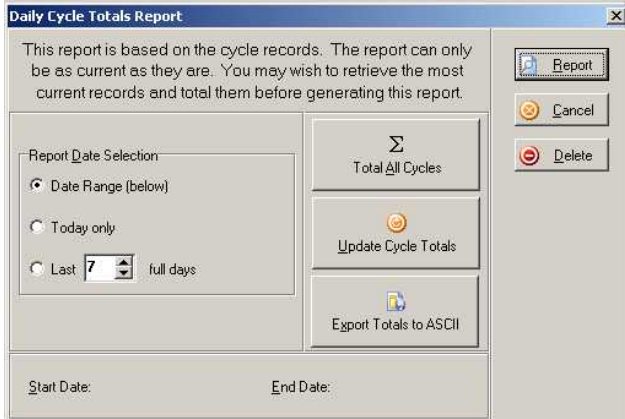 Daily Cycle Totals Report
This report is based on the cycle records. The report can only
be as current as they are. You may wish to retrieve the most
current records and total them before generating this report.
Report
Cancel
Delete
Report Date Selection
Date Range (below)
Today only
Last 7 full days
Σ
Total All Cycles
Update Cycle Totals
Export Totals to ASCII
Start Date: End Date: